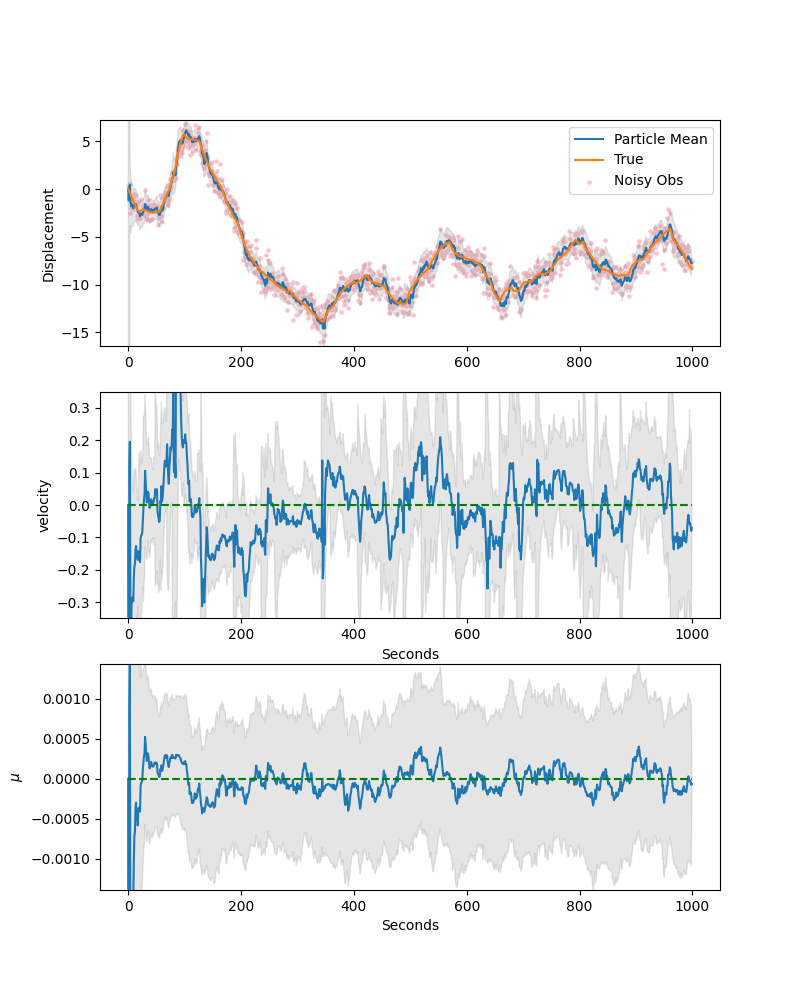 5
0
−5
−10
−15
Displacement
Particle Mean
True
Noisy Obs
0 200 400 600 800 1000
0.3
0.2
0.1
0.0
−0.1
−0.2
−0.3
velocity
0 200 400 600 800 1000
Seconds
0.0010
0.0005
0.0000
−0.0005
−0.0010
μ
0 200 400 600 800 1000
Seconds